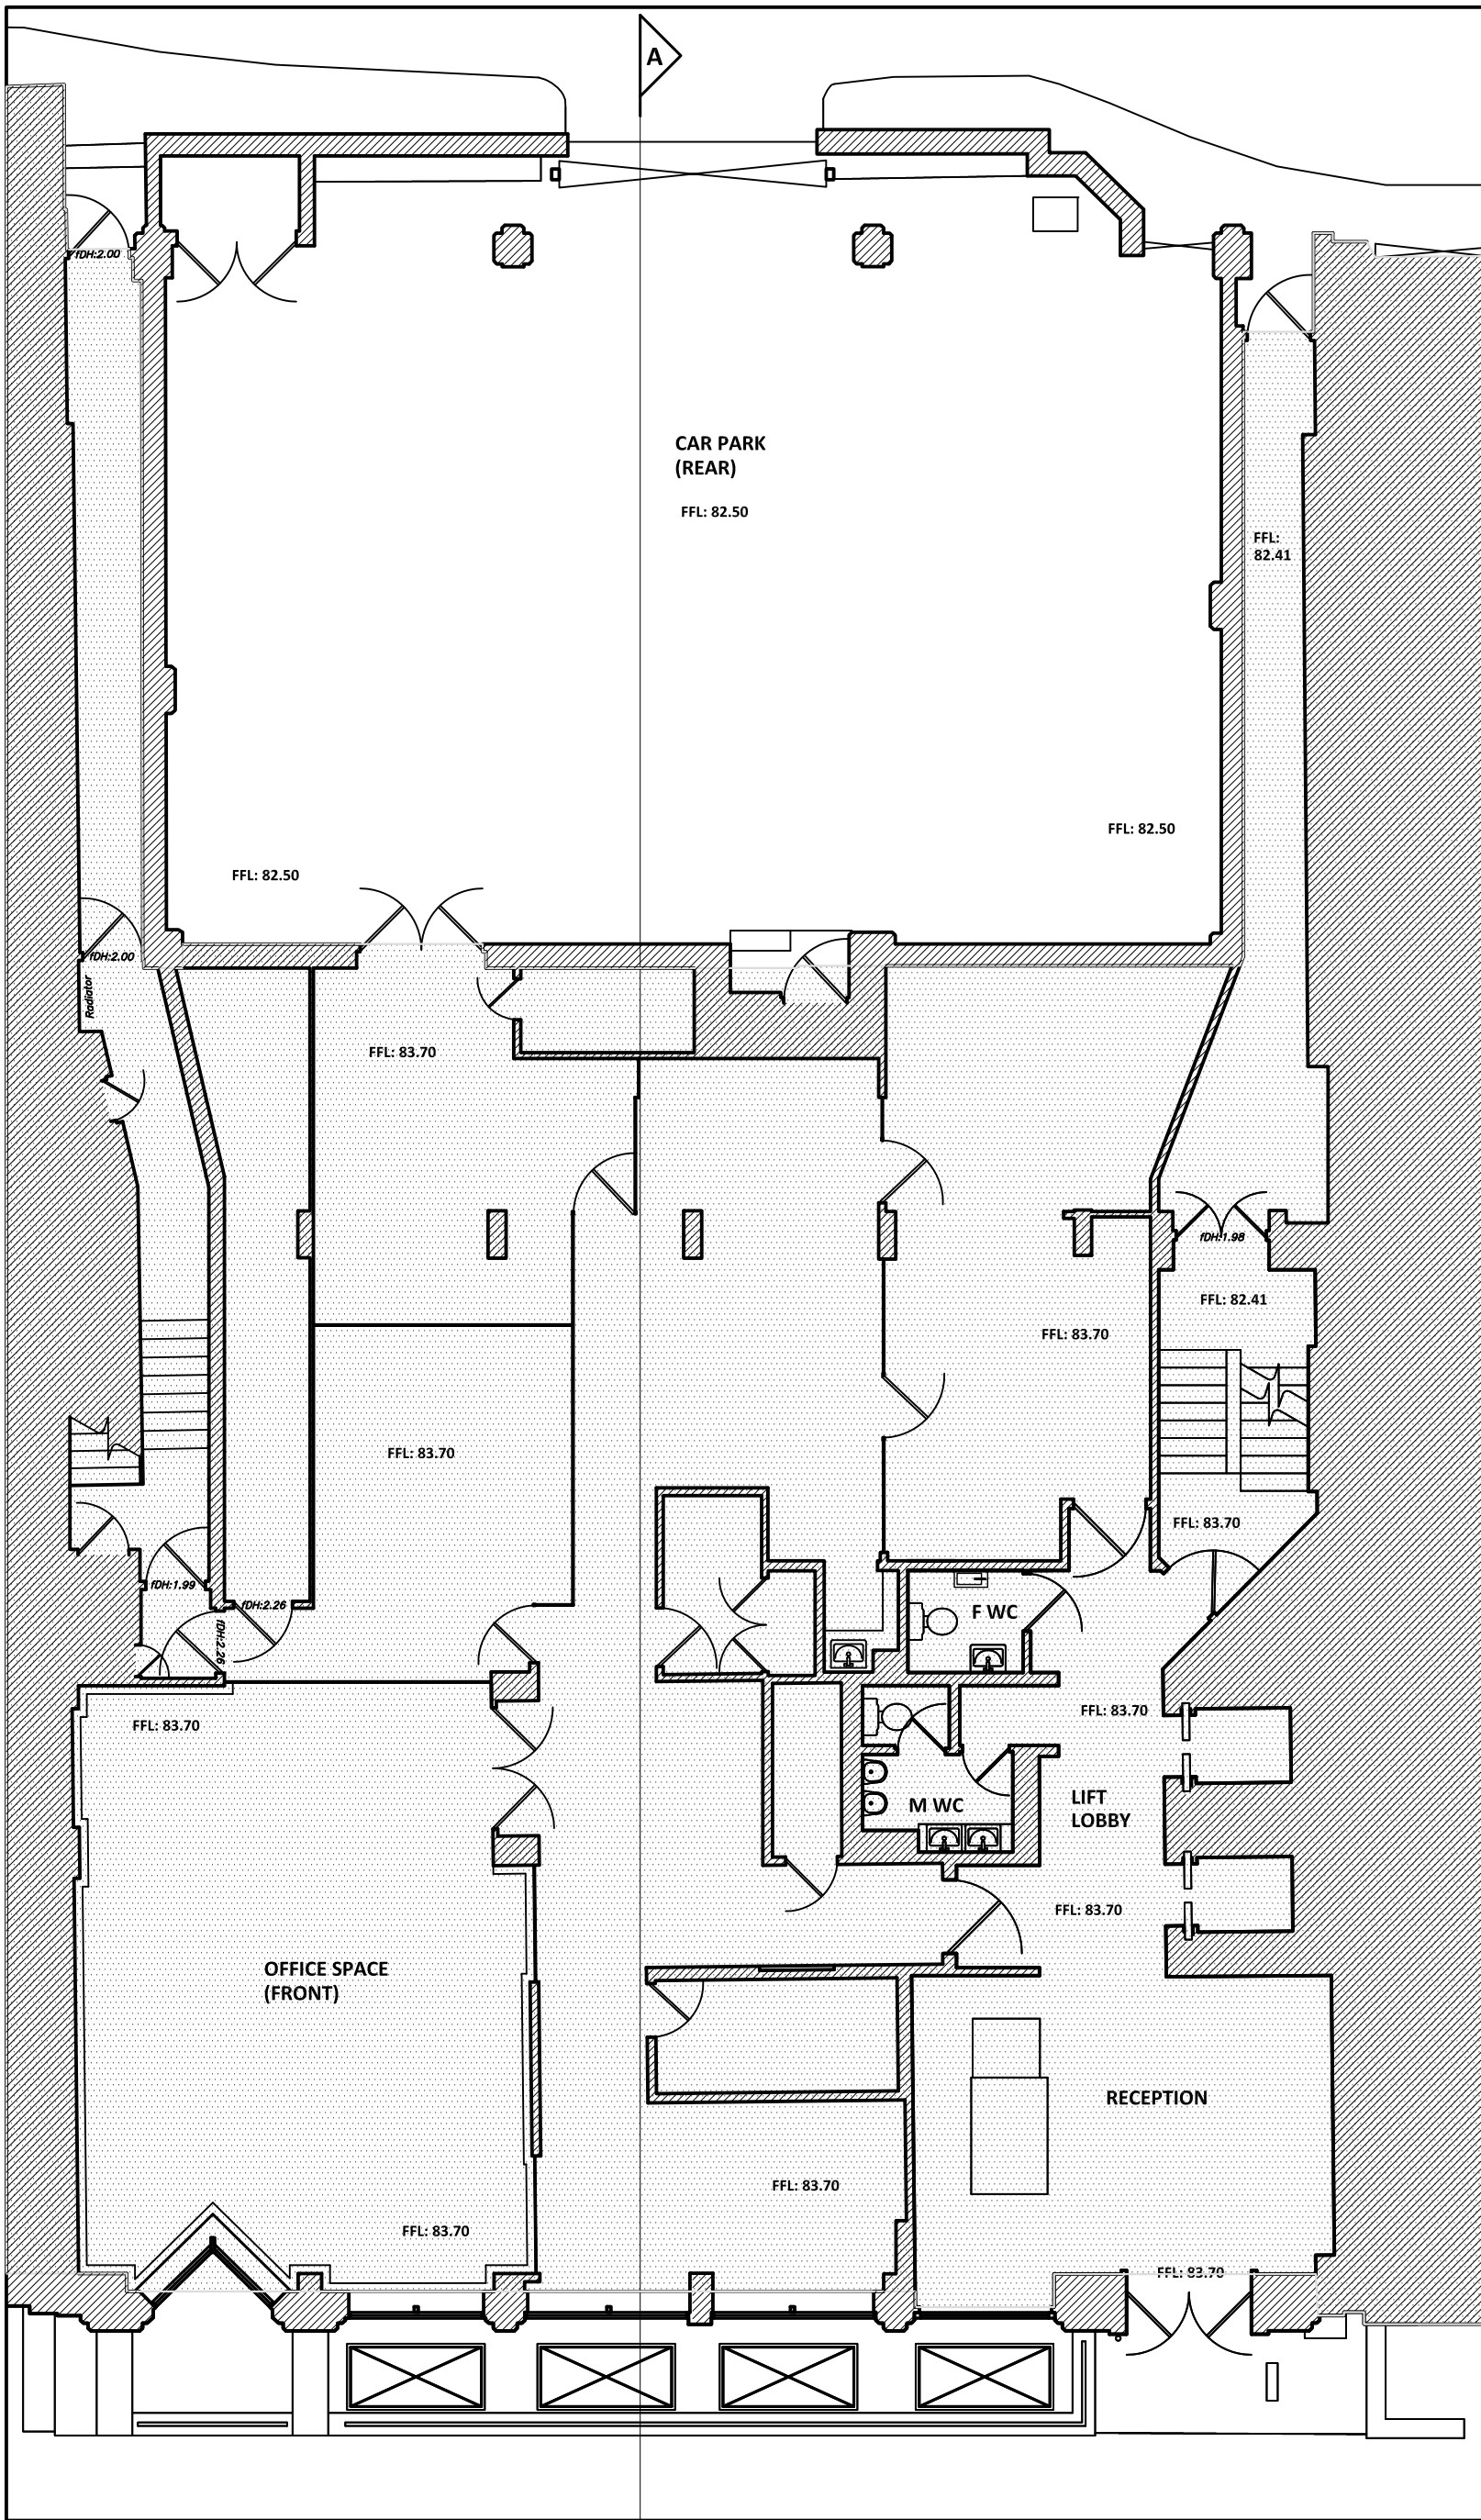 A
fDH:2.00
CAR PARK
(REAR)
FFL: 82.50
FFL:
82.41
FFL: 82.50
FFL: 82.50
fDH:2.00
Radiator
FFL: 83.70
fDH:1.98
FFL: 82.41
FFL: 83.70
FFL: 83.70
FFL: 83.70
fDH:1.99
fDH:2.26
fDH:2.26
F WC
FFL: 83.70
FFL: 83.70
M WC
LIFT
LOBBY
FFL: 83.70
OFFICE SPACE
(FRONT)
RECEPTION
FFL: 83.70
FFL: 83.70
FFL: 83.70